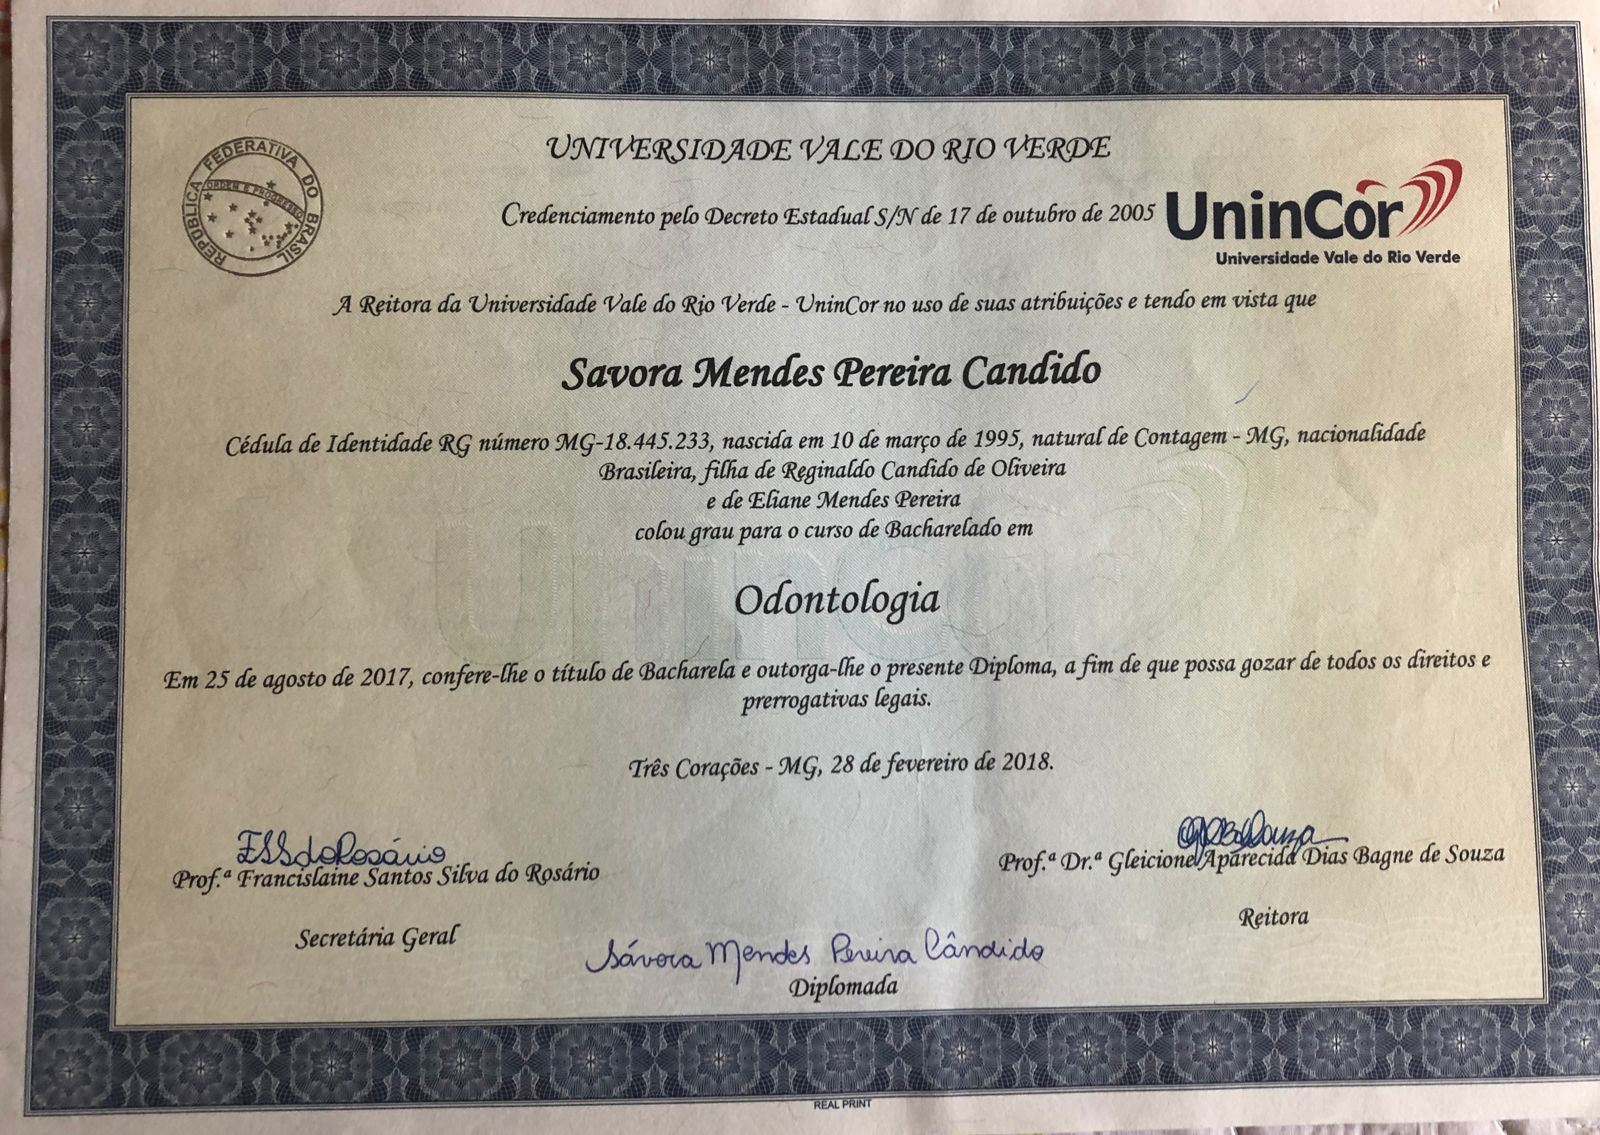 UNIVERSIDADE VALE DO RIO VERDE
REPÚBLICA FEDERATIVA DO BRASIL
ORDEM E PROGRESSO
Credenciamento pelo Decreto Estadual S/N de 17 de outubro de 2005
UninCor
Universidade Vale do Rio Verde
A Reitora da Universidade Vale do Rio Verde - UninCor no uso de suas atribuições e tendo em vista que
Savora Mendes Pereira Candido
Cédula de Identidade RG número MG-18.445.233, nascida em 10 de março de 1995, natural de Contagem - MG, nacionalidade
Brasileira, filha de Reginaldo Candido de Oliveira
e de Eliane Mendes Pereira
colou grau para o curso de Bacharelado em
UninCor
Odontologia
Em 25 de agosto de 2017, confere-lhe o título de Bacharela e outorga-lhe o presente Diploma, a fim de que possa gozar de todos os direitos e
prerrogativas legais.
Três Corações - MG, 28 de fevereiro de 2018.
FSSdoRosário
Prof.ª Francislaine Santos Silva do Rosário
Secretária Geral
Prof.ª Dr.ª Gleicione Aparecida Dias Bagne de Souza
Reitora
Sávora Mendes Pereira Cândido
Diplomada
REAL PRINT